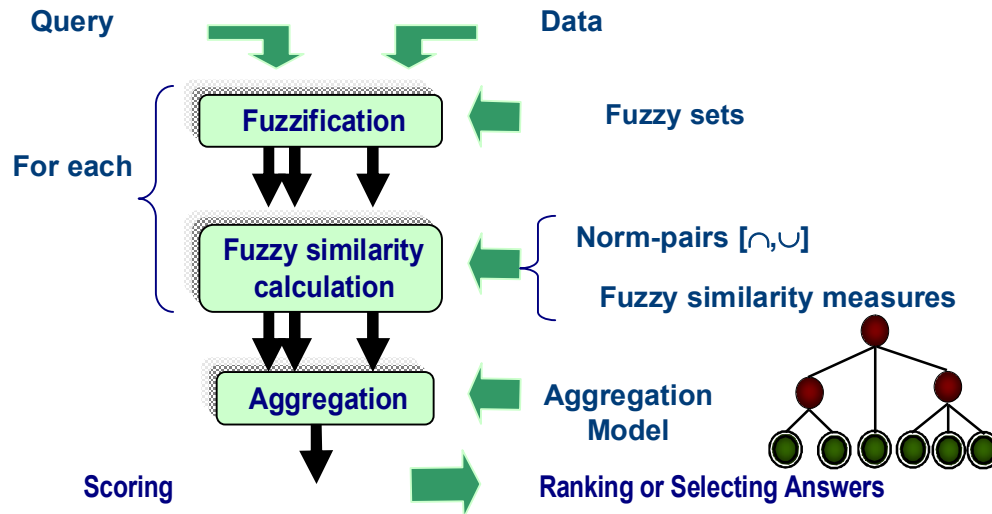 Query
Data
Fuzzification
Fuzzy sets
For each
Fuzzy similarity
calculation
Norm-pairs [∩,∪]
Fuzzy similarity measures
Aggregation
Aggregation
Model
Scoring
Ranking or Selecting Answers